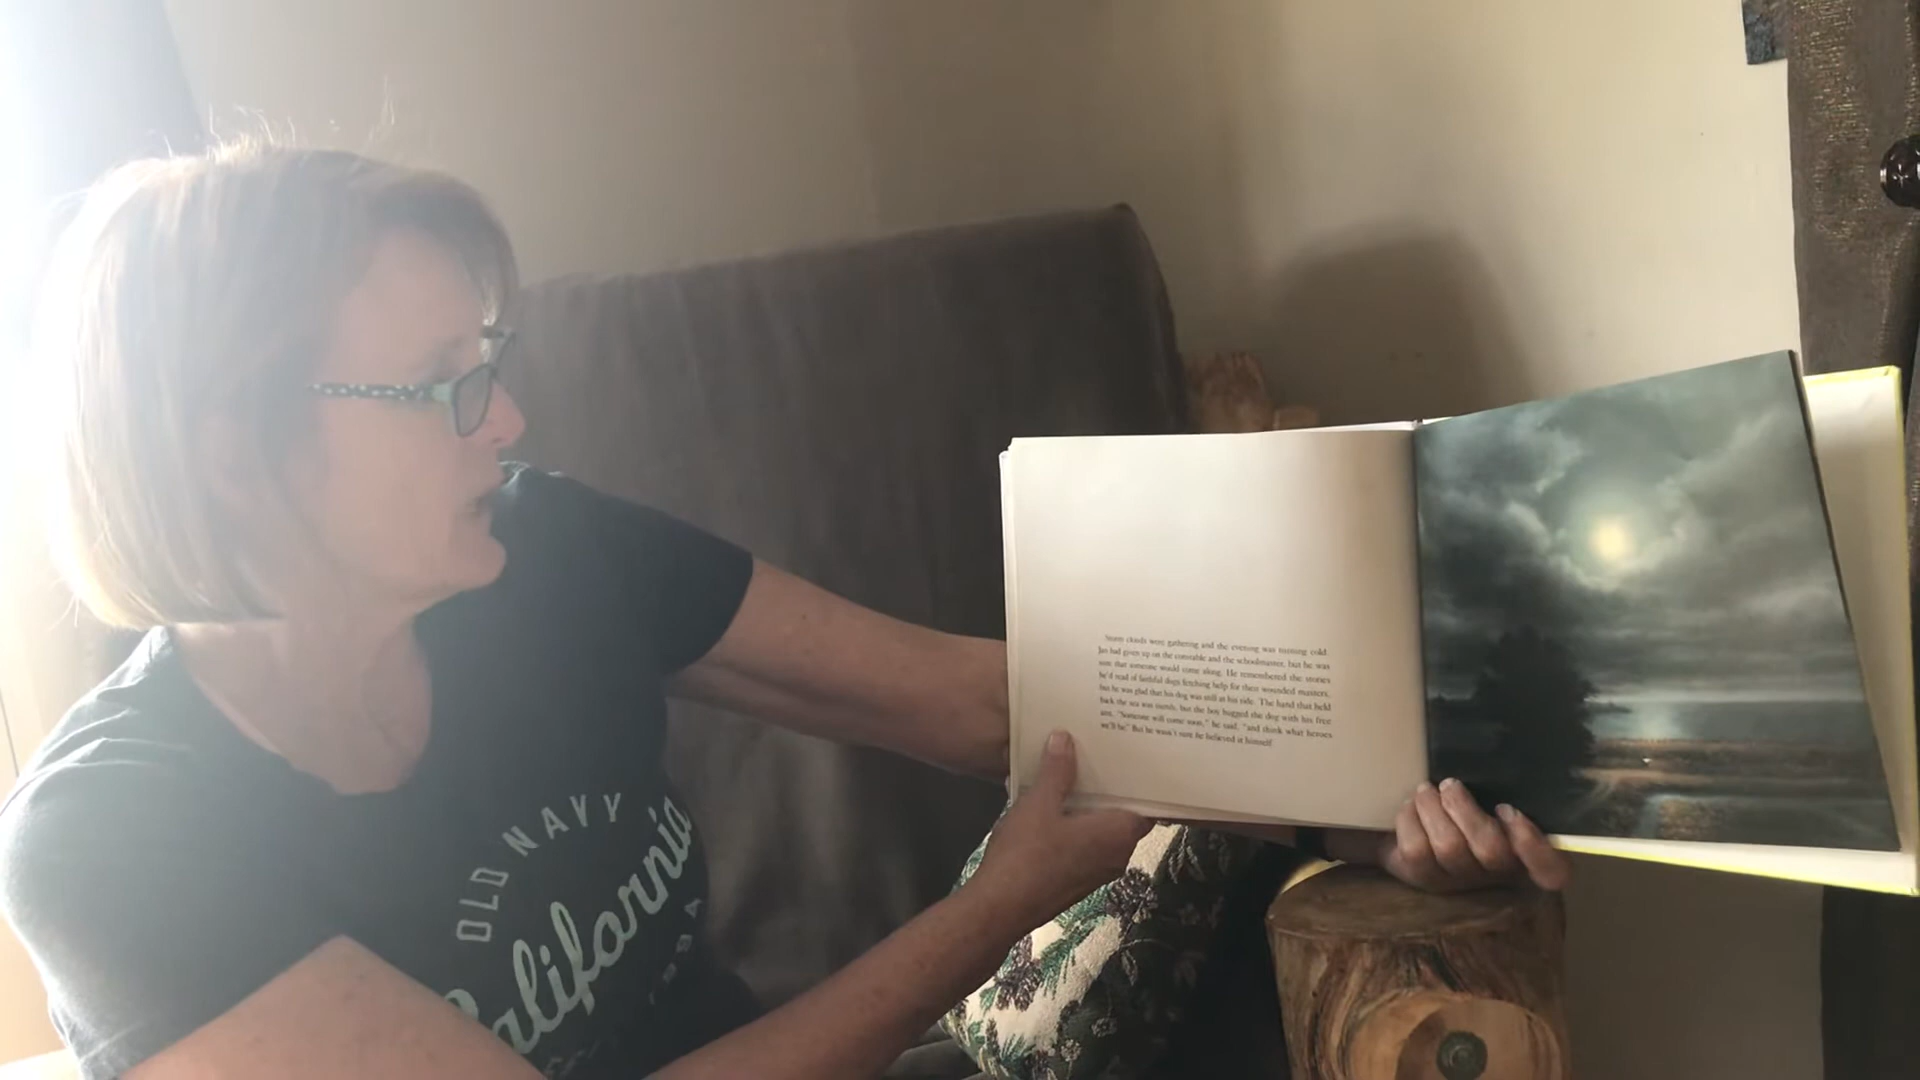 Storm clouds were gathering and the evening was turning cold.
Jan had given up on the constable and the schoolmaster, but he was
sure that someone would come along. He remembered the stories
he'd read of faithful dogs fetching help for their wounded masters,
but he was glad that his dog was still at his side. The hand that held
back the sea was numb, but the boy hugged the dog with his free
arm. "Someone will come soon," he said, "and think what heroes
we'll be." But he wasn't sure he believed it himself.
OLD NAVY
California